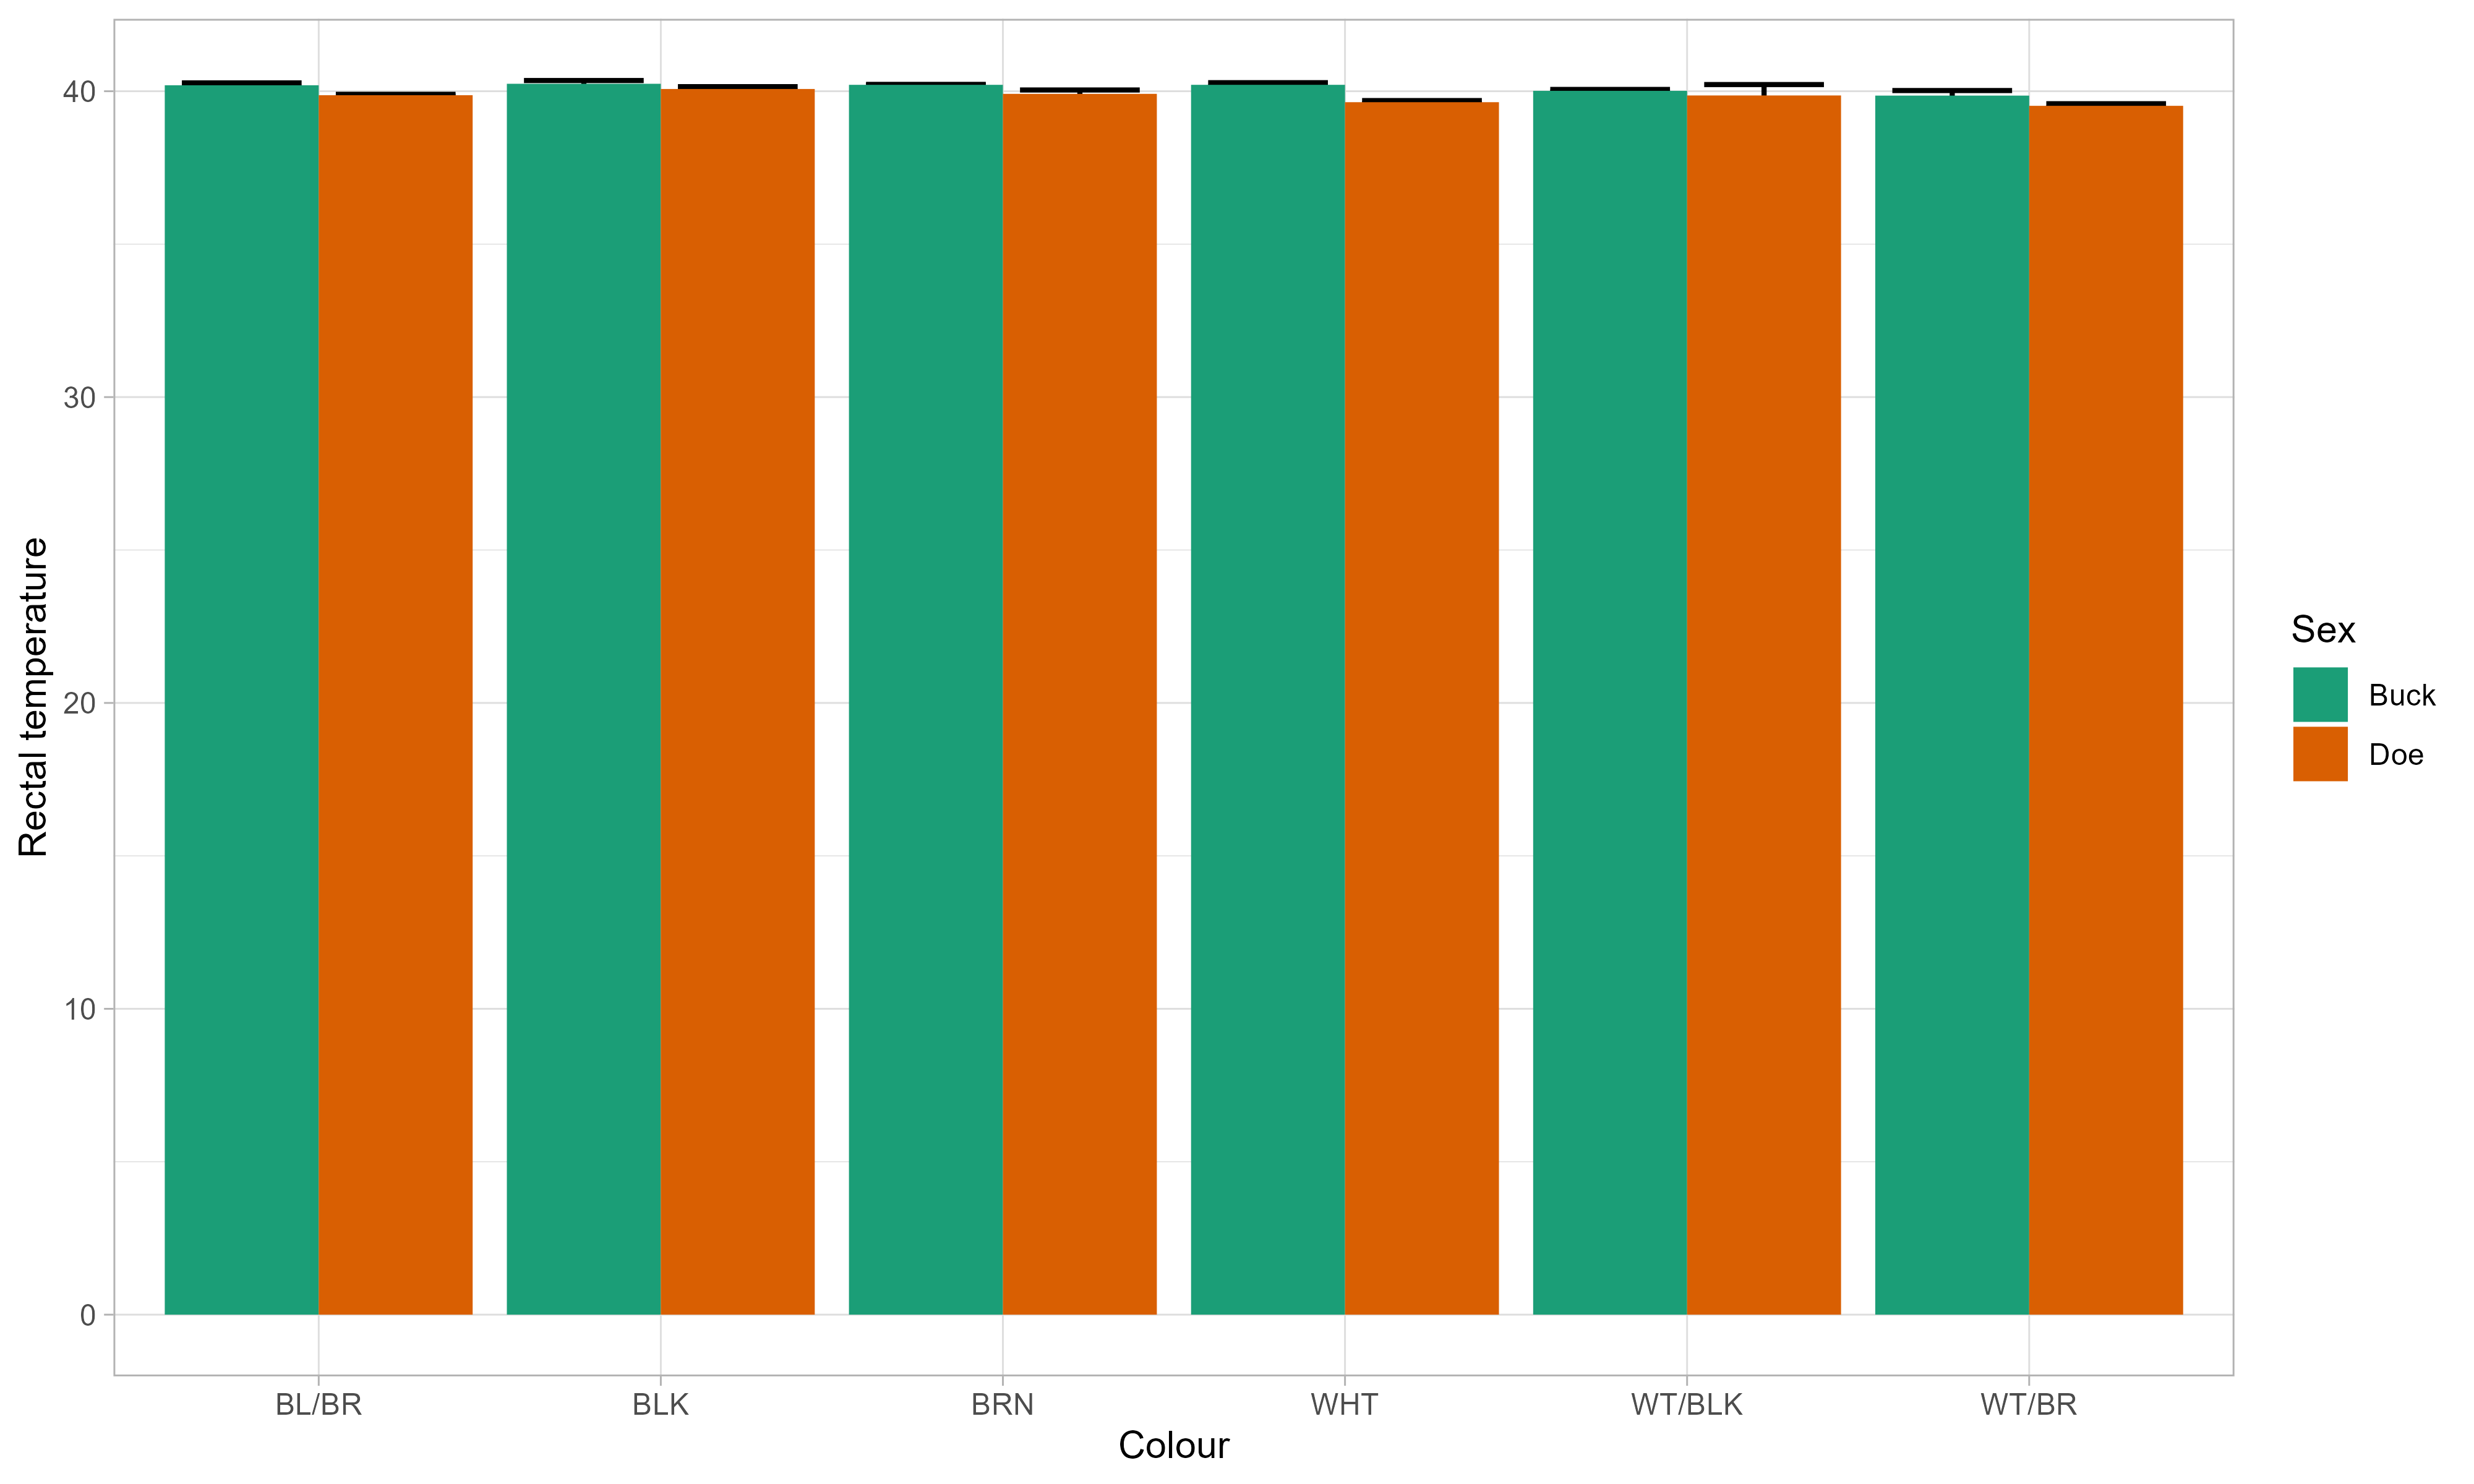 40
30
20
10
0
Rectal temperature
BL/BR BLK BRN WHT WT/BLK WT/BR
Colour
Sex
Buck
Doe